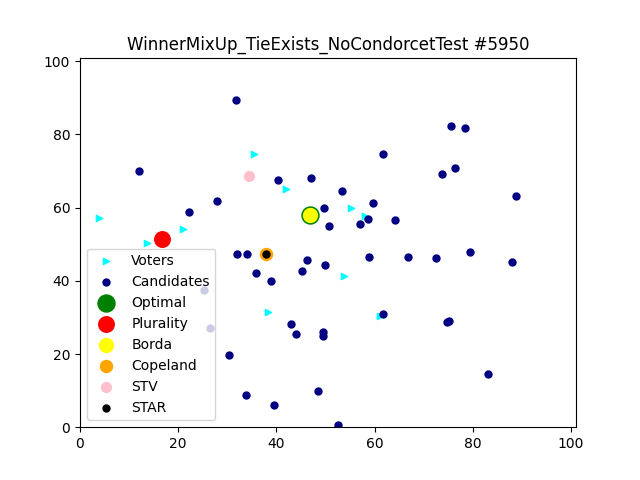 WinnerMixUp_TieExists_NoCondorcetTest #5950
100
80
60
40
20
0
Voters
Candidates
Optimal
Plurality
Borda
Copeland
STV
STAR
0 20 40 60 80 100